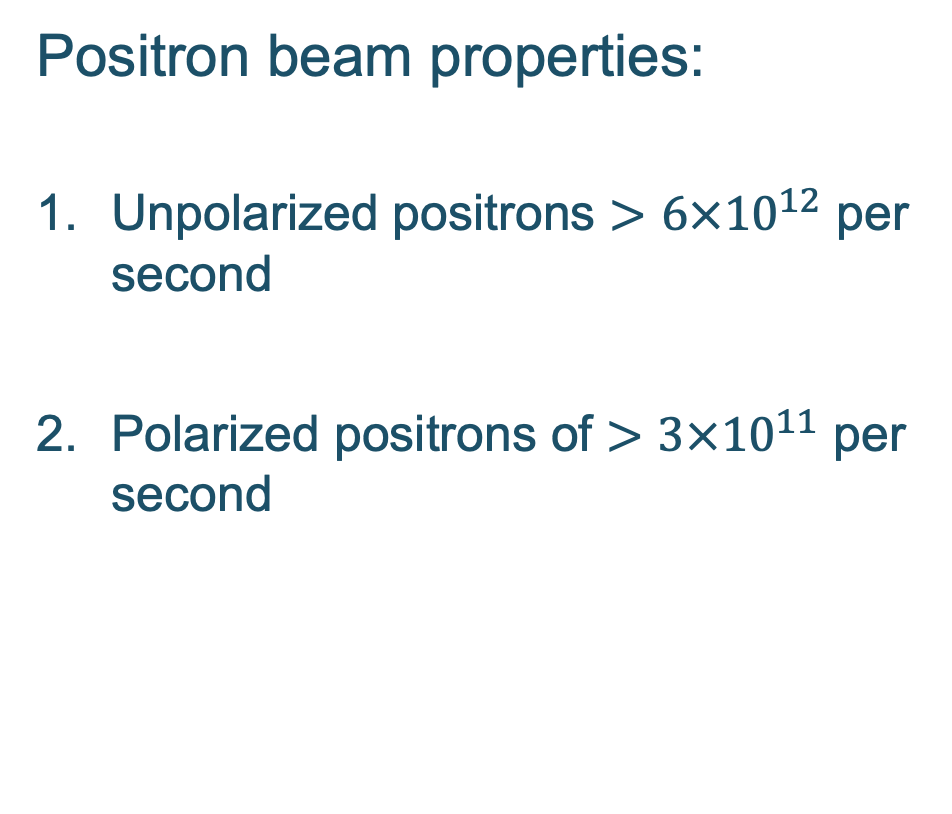 Positron beam properties:
1. Unpolarized positrons > 6×10¹² per
second
2. Polarized positrons of > 3×10¹¹ per
second